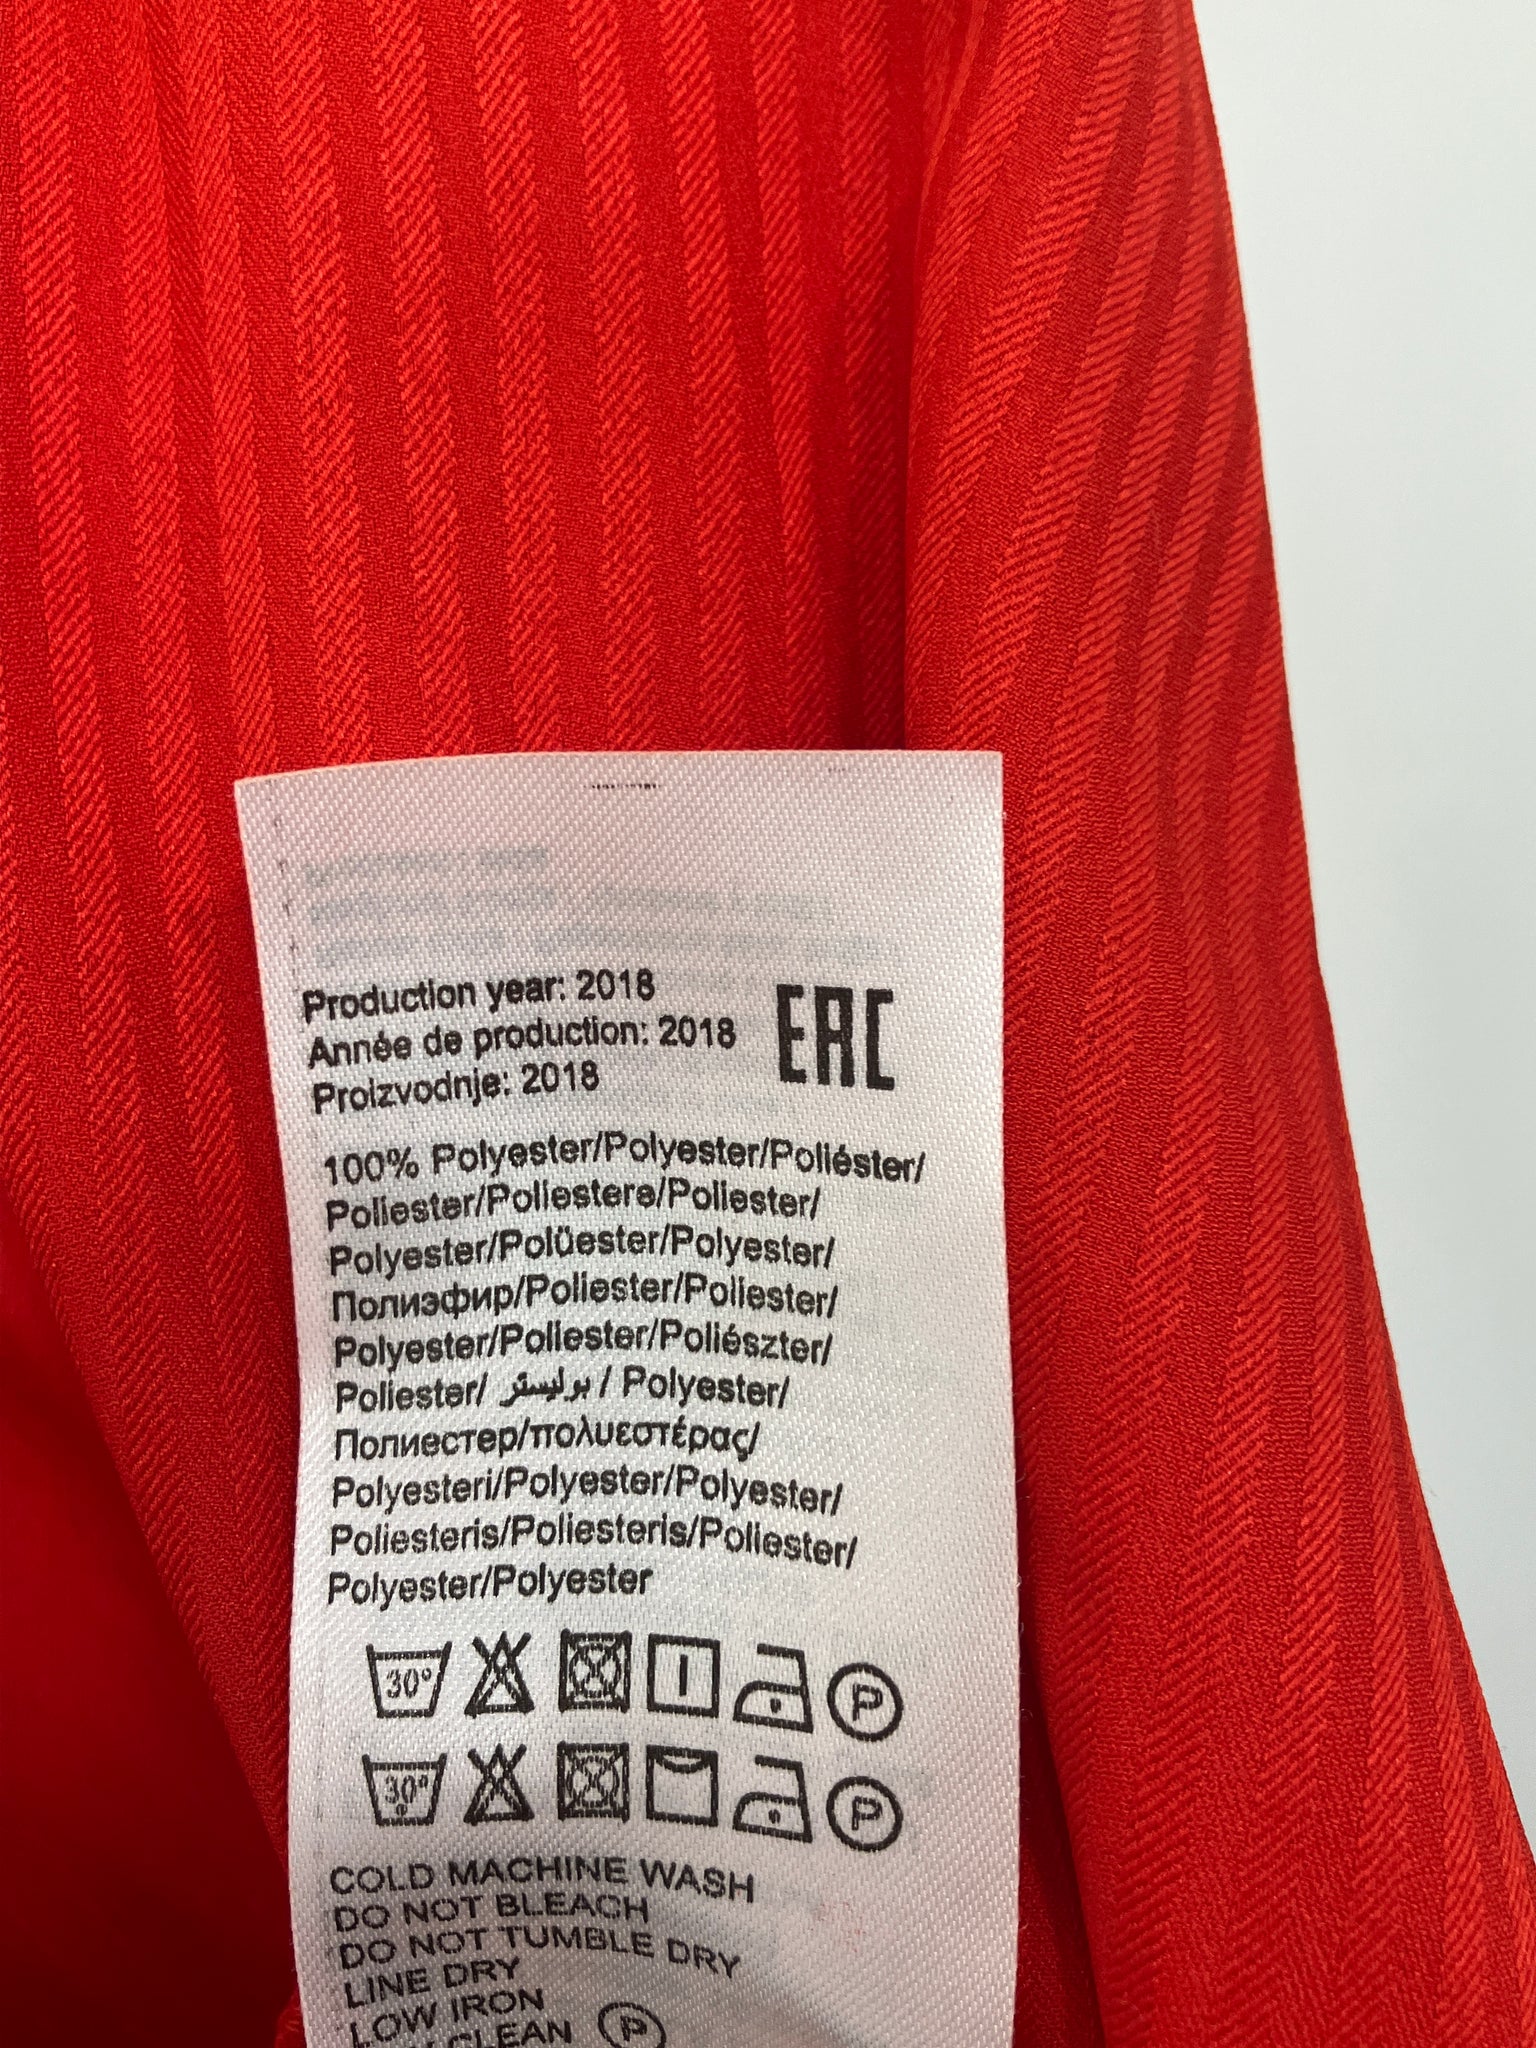 Production year: 2018
Année de production: 2018
Proizvodnje: 2018
EAC
100% Polyester/Polyester/Poliéster/
Poliester/Poliestere/Poliester/
Polyester/Polüester/Polyester/
Полиэфир/Poliester/Poliester/
Polyester/Poliester/Poliészter/
Poliester/ بوليستر / Polyester/
Полиестер/πολυεστέρας/
Polyesteri/Polyester/Polyester/
Poliesteris/Poliesteris/Poliester/
Polyester/Polyester
30° P
30° P
COLD MACHINE WASH
DO NOT BLEACH
DO NOT TUMBLE DRY
LINE DRY
LOW IRON
CLEAN P